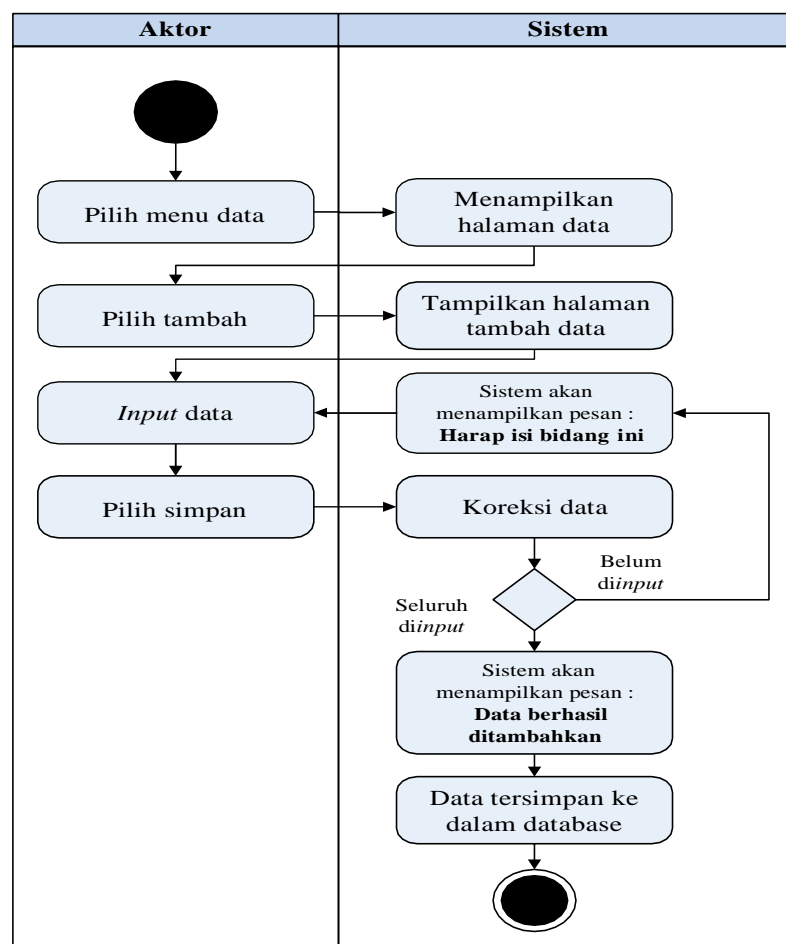 Aktor
Sistem
Pilih menu data
Menampilkan
halaman data
Pilih tambah
Tampilkan halaman
tambah data
Input data
Sistem akan
menampilkan pesan :
Harap isi bidang ini
Pilih simpan
Koreksi data
Belum
diinput
Seluruh
diinput
Sistem akan
menampilkan pesan :
Data berhasil
ditambahkan
Data tersimpan ke
dalam database